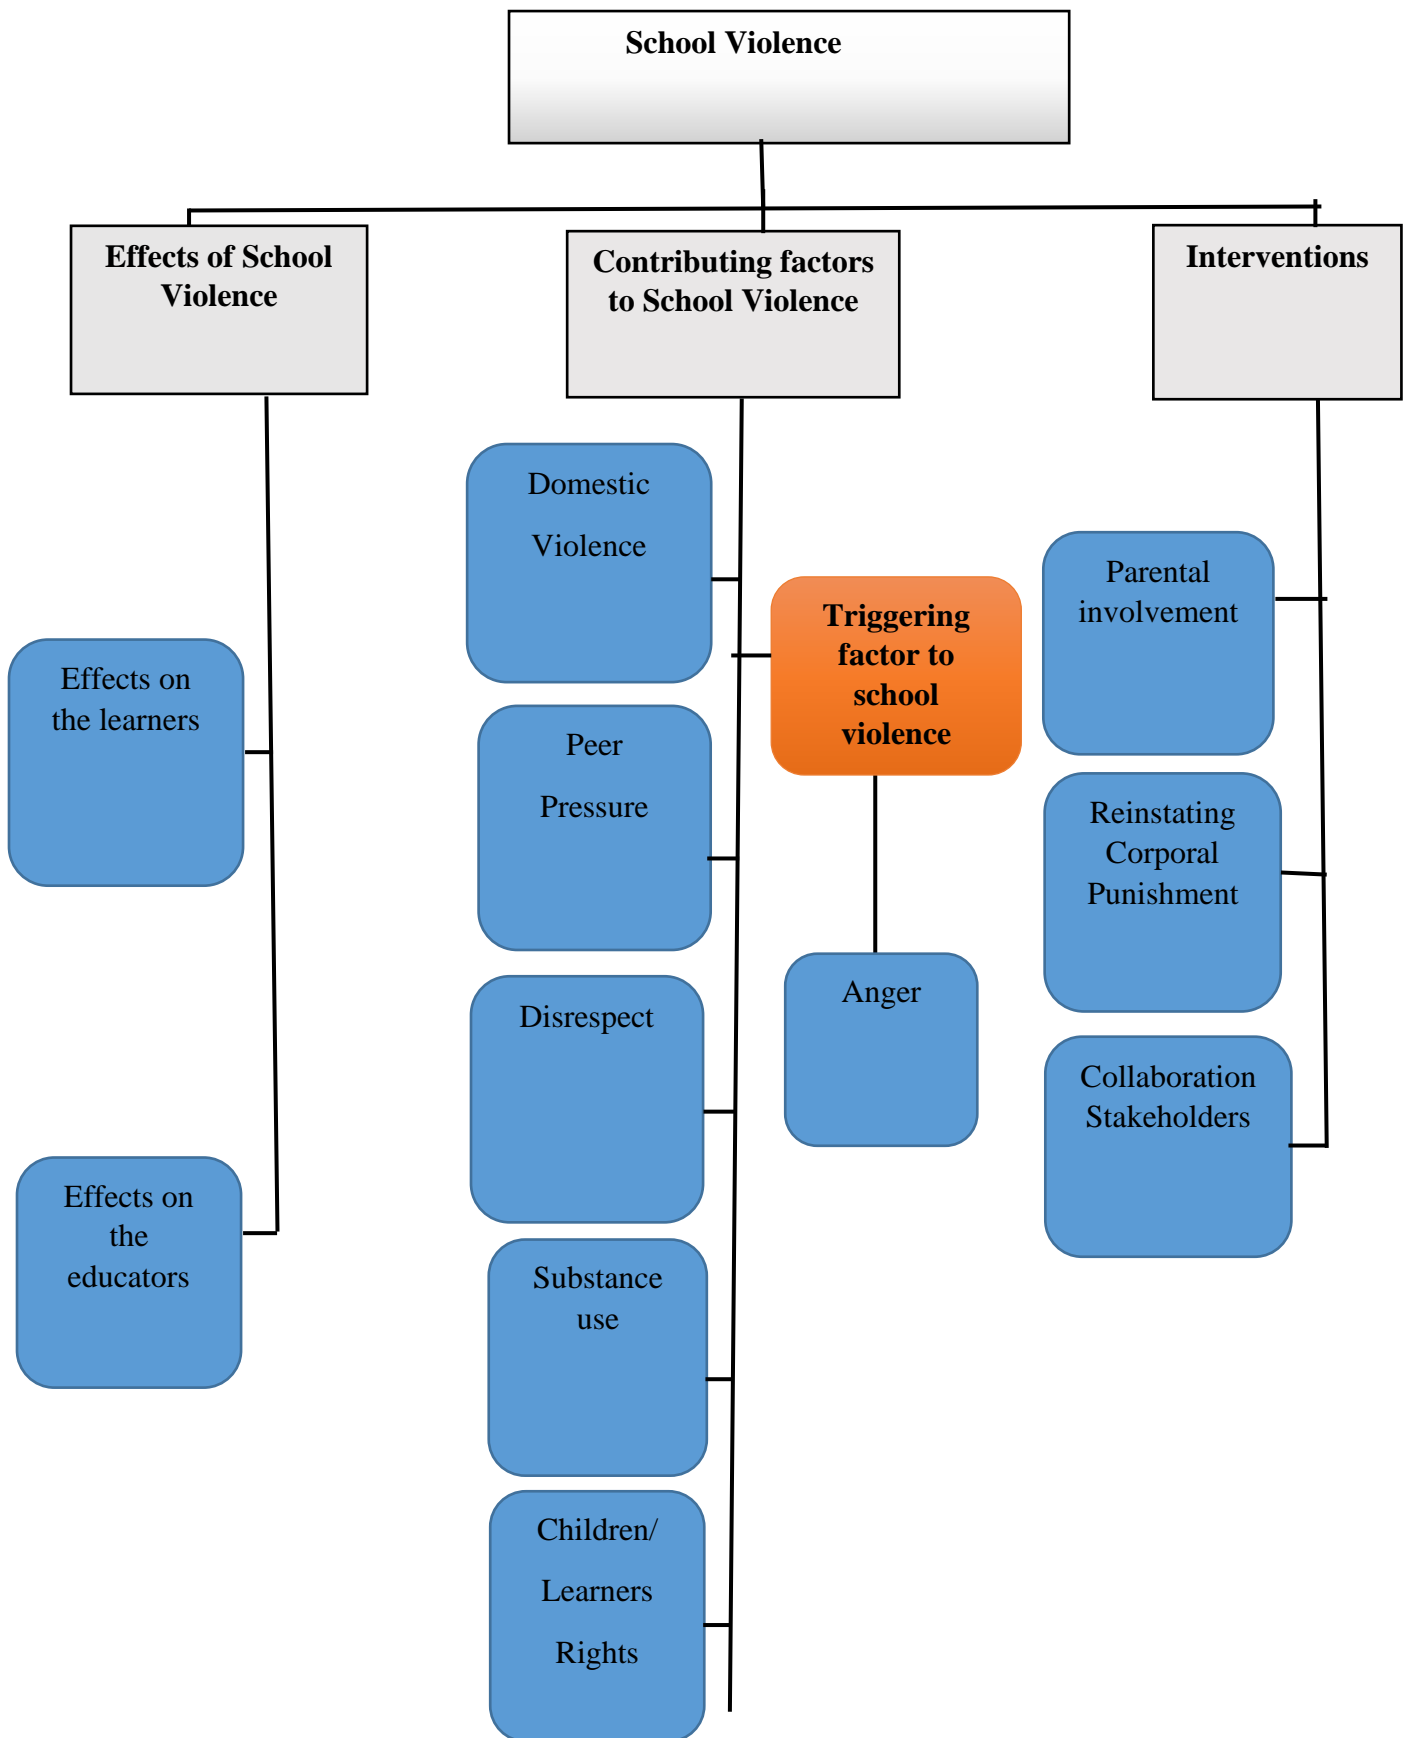 School Violence
Effects of School
Violence
Contributing factors
to School Violence
Interventions
Effects on
the learners
Effects on
the
educators
Domestic
Violence
Peer
Pressure
Disrespect
Substance
use
Children/
Learners
Rights
Triggering
factor to
school
violence
Anger
Parental
involvement
Reinstating
Corporal
Punishment
Collaboration
Stakeholders